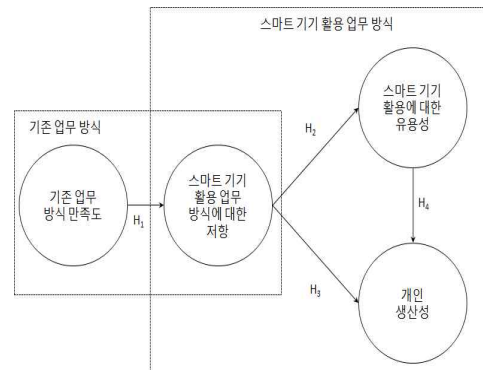 스마트 기기 활용 업무 방식
스마트 기기
활용에 대한
유용성
기존 업무 방식
H2
기존 업무
방식 만족도
H1
스마트 기기
활용 업무
방식에 대한
저항
H4
H3
개인
생산성